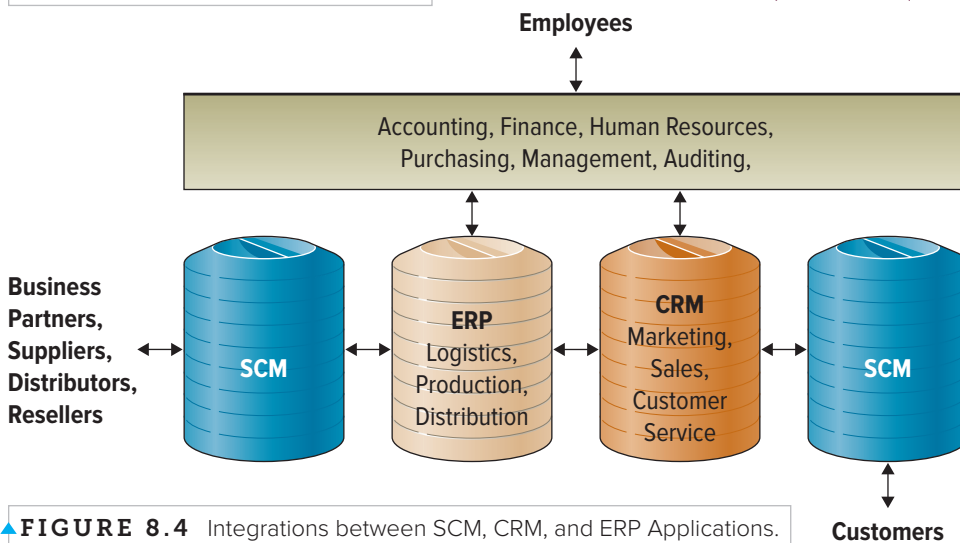 Employees
Accounting, Finance, Human Resources,
Purchasing, Management, Auditing,
Business
Partners,
Suppliers,
Distributors,
Resellers
SCM
ERP
Logistics,
Production,
Distribution
CRM
Marketing,
Sales,
Customer
Service
SCM
FIGURE 8.4 Integrations between SCM, CRM, and ERP Applications.
Customers